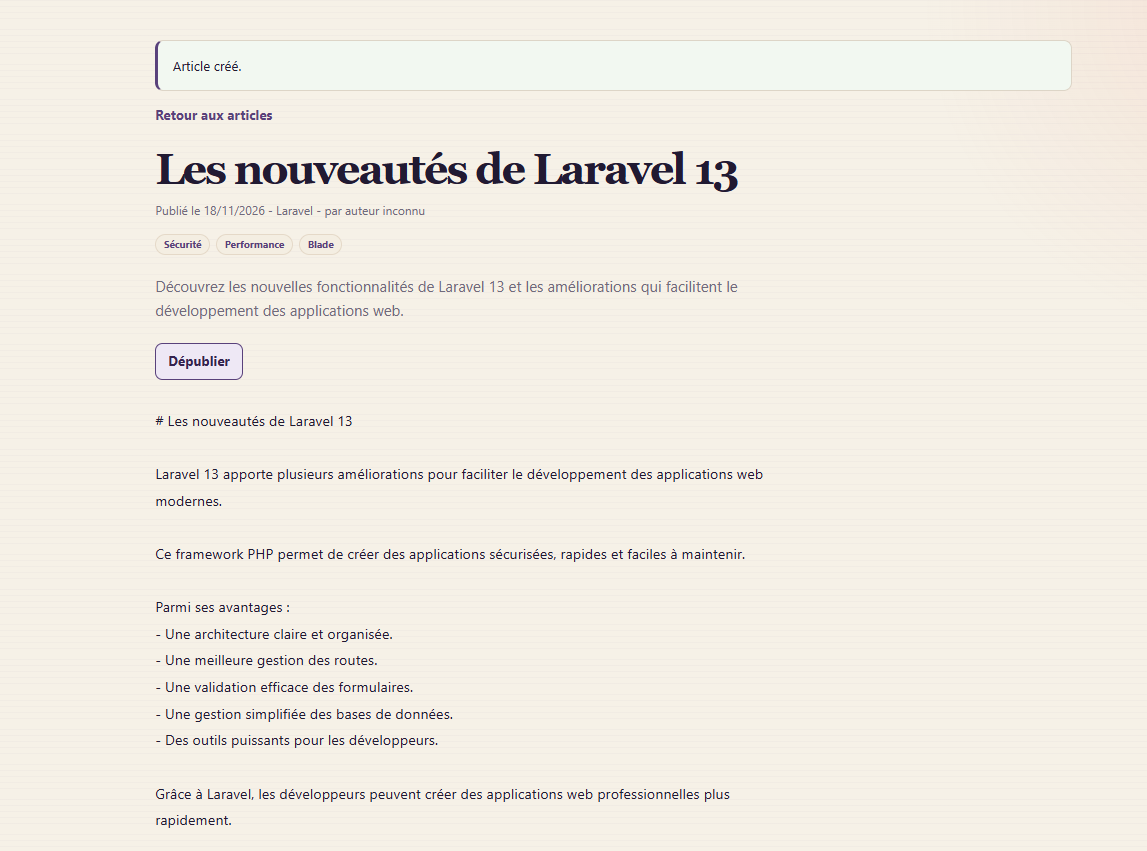 Article créé.
Retour aux articles
Les nouveautés de Laravel 13
Publié le 18/11/2026 - Laravel - par auteur inconnu
Sécurité Performance Blade
Découvrez les nouvelles fonctionnalités de Laravel 13 et les améliorations qui facilitent le
développement des applications web.
Dépublier
# Les nouveautés de Laravel 13
Laravel 13 apporte plusieurs améliorations pour faciliter le développement des applications web
modernes.
Ce framework PHP permet de créer des applications sécurisées, rapides et faciles à maintenir.
Parmi ses avantages :
- Une architecture claire et organisée.
- Une meilleure gestion des routes.
- Une validation efficace des formulaires.
- Une gestion simplifiée des bases de données.
- Des outils puissants pour les développeurs.
Grâce à Laravel, les développeurs peuvent créer des applications web professionnelles plus
rapidement.